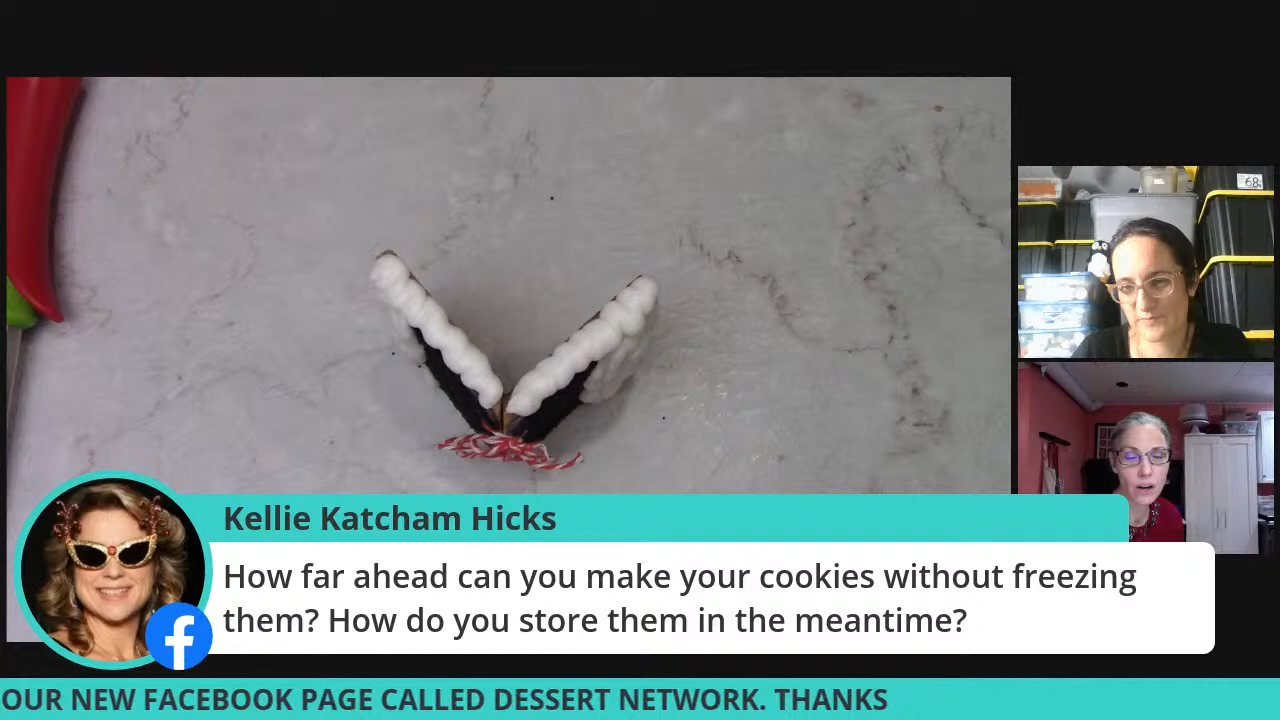 68
Kellie Katcham Hicks
How far ahead can you make your cookies without freezing
them? How do you store them in the meantime?
OUR NEW FACEBOOK PAGE CALLED DESSERT NETWORK. THANKS